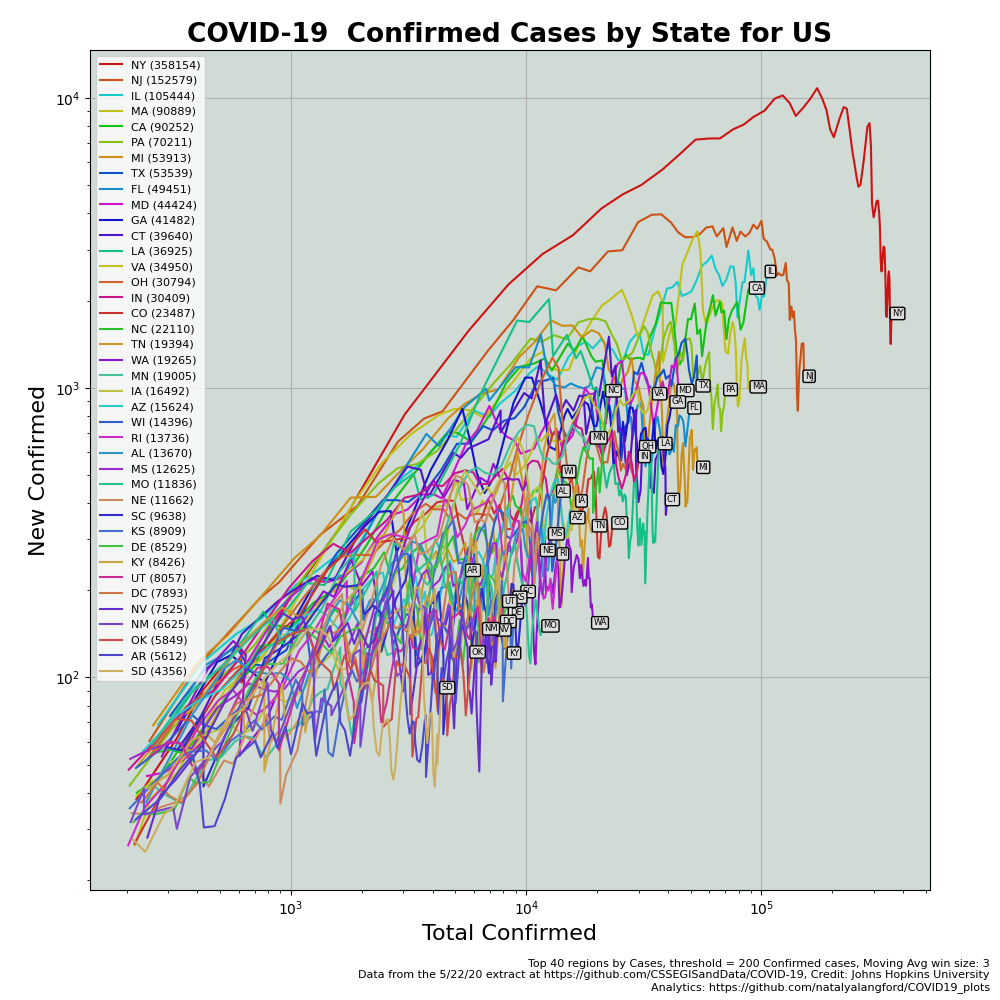 COVID-19  Confirmed Cases by State for US
NY (358154)
NJ (152579)
IL (105444)
MA (90889)
CA (90252)
PA (70211)
MI (53913)
TX (53539)
FL (49451)
MD (44424)
GA (41482)
CT (39640)
LA (36925)
VA (34950)
OH (30794)
IN (30409)
CO (23487)
NC (22110)
TN (19394)
WA (19265)
MN (19005)
IA (16492)
AZ (15624)
WI (14396)
RI (13736)
AL (13670)
MS (12625)
MO (11836)
NE (11662)
SC (9638)
KS (8909)
DE (8529)
KY (8426)
UT (8057)
DC (7893)
NV (7525)
NM (6625)
OK (5849)
AR (5612)
SD (4356)
10^4
10^3
10^2
New Confirmed
IL
CA
NY
NJ
NC
VA
MD
TX
PA
MA
GA
FL
MN
OH
LA
IN
WI
MI
AL
IA
CT
AZ
TN
CO
MS
NE
RI
AR
UT
MO
WA
NM
NV
OK
KY
SD
10^3
10^4
10^5
Total Confirmed
Top 40 regions by Cases, threshold = 200 Confirmed cases, Moving Avg win size: 3
Data from the 5/22/20 extract at https://github.com/CSSEGISandData/COVID-19, Credit: Johns Hopkins University
Analytics: https://github.com/natalyalangford/COVID19_plots